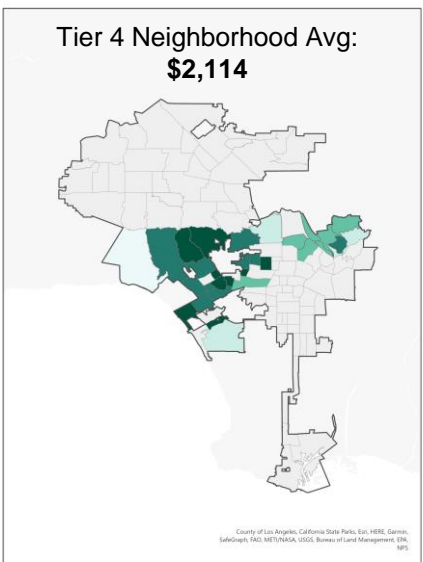 Tier 4 Neighborhood Avg:
$2,114
County of Los Angeles, California State Parks, Esri, HERE, Garmin,
SafeGraph, FAO, METI/NASA, USGS, Bureau of Land Management, EPA,
NPS